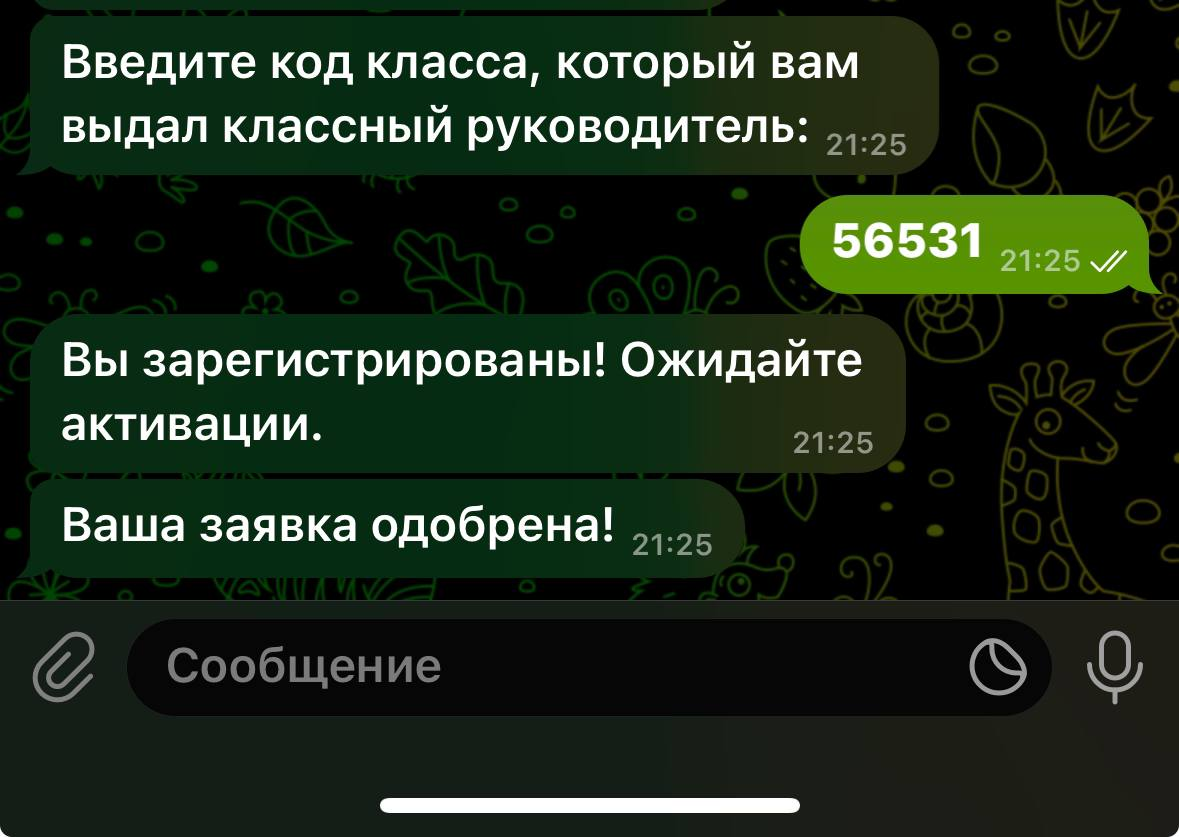 Введите код класса, который вам
выдал классный руководитель: 21:25
56531 21:25
Вы зарегистрированы! Ожидайте
активации. 21:25
Ваша заявка одобрена! 21:25
Сообщение